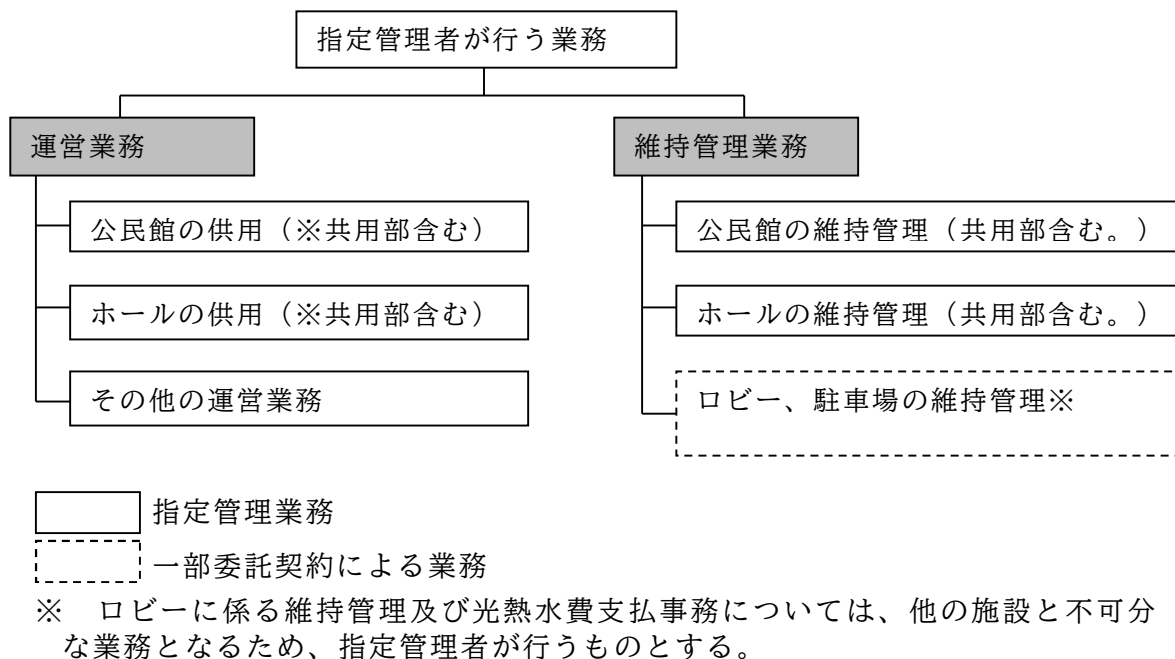 指定管理者が行う業務
運営業務
維持管理業務
公民館の供用（※共用部含む）
公民館の維持管理（共用部含む。）
ホールの供用（※共用部含む）
ホールの維持管理（共用部含む。）
その他の運営業務
ロビー、駐車場の維持管理※
指定管理業務
一部委託契約による業務
※　ロビーに係る維持管理及び光熱水費支払事務については、他の施設と不可分
な業務となるため、指定管理者が行うものとする。